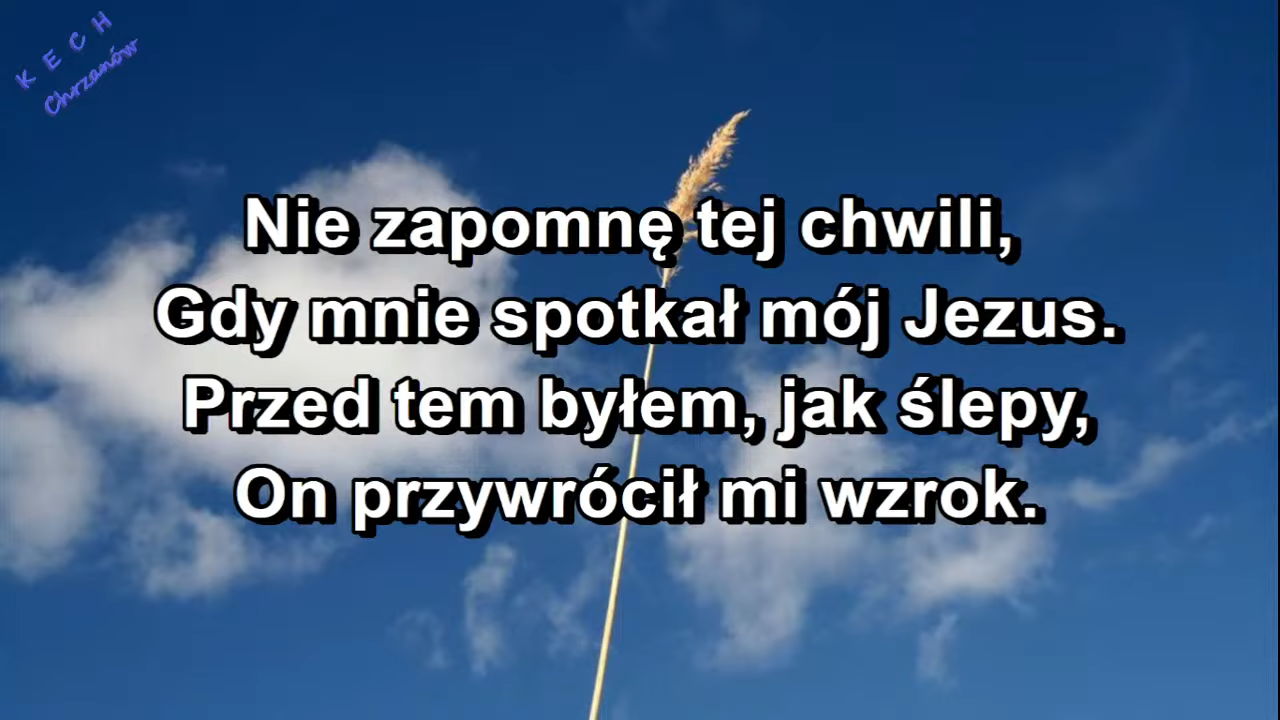 K E C H
Chrzanów
Nie zapomnę tej chwili,
Gdy mnie spotkał mój Jezus.
Przed tem byłem, jak ślepy,
On przywrócił mi wzrok.